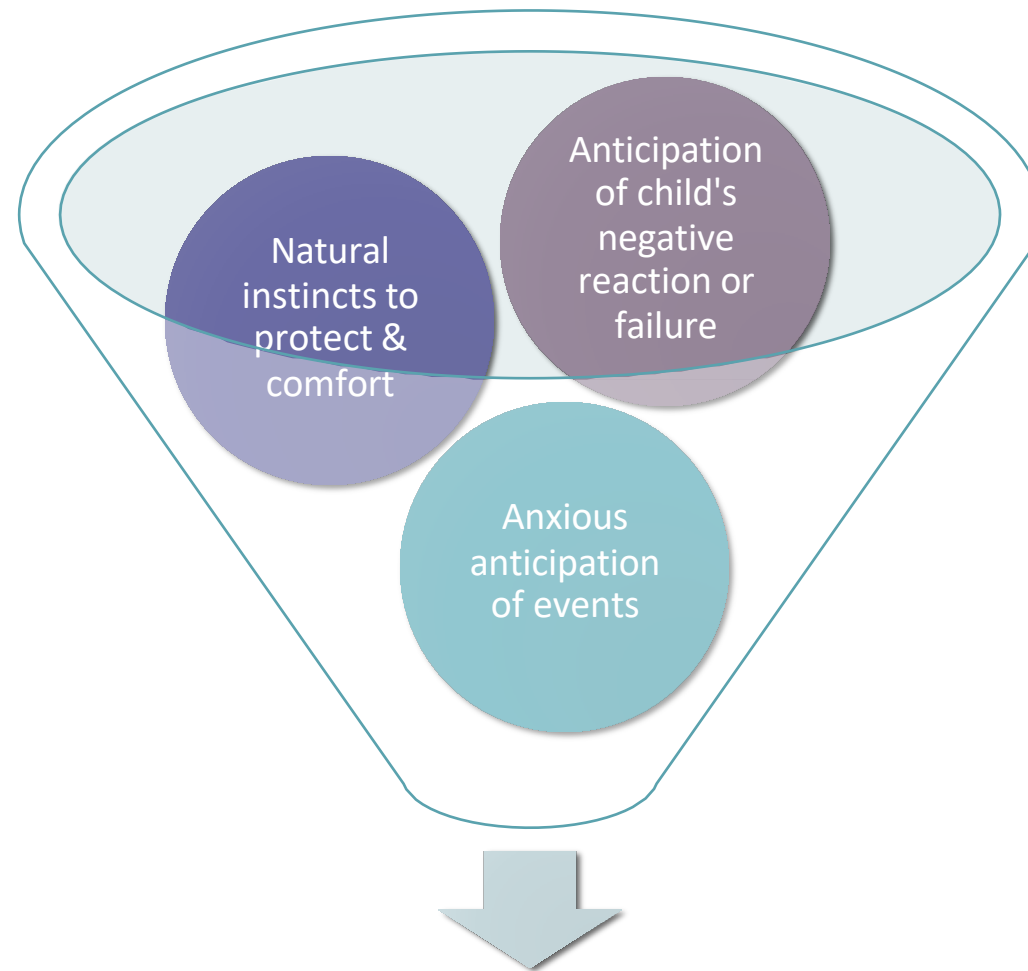 Natural
instincts to
protect &
comfort
Anticipation
of child's
negative
reaction or
failure
Anxious
anticipation
of events